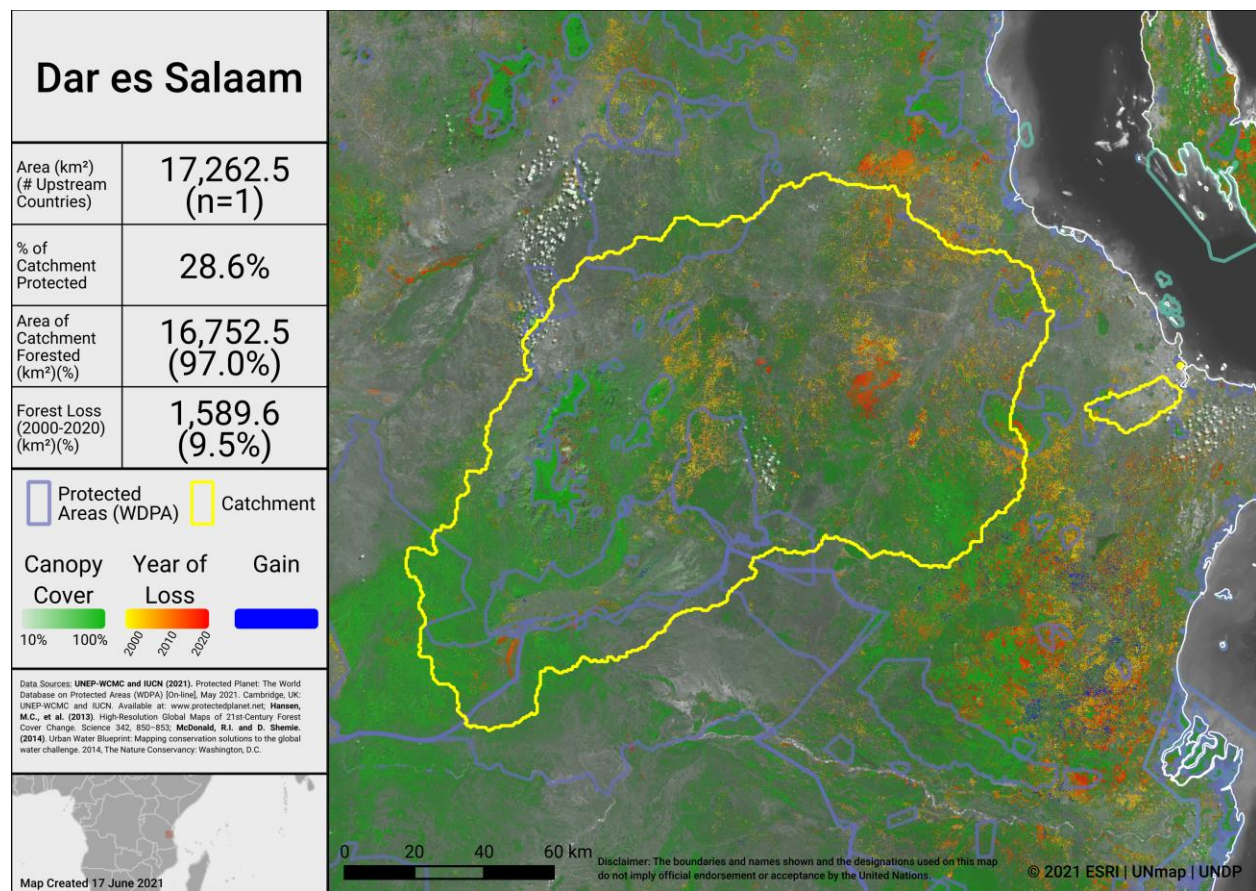 Dar es Salaam
Area (km²)
(# Upstream
Countries)
17,262.5
(n=1)
% of
Catchment
Protected
28.6%
Area of
Catchment
Forested
(km²)(%)
16,752.5
(97.0%)
Forest Loss
(2000-2020)
(km²)(%)
1,589.6
(9.5%)
Protected
Areas (WDPA)
Catchment
Canopy
Cover
Year of
Loss
Gain
10%
100%
2000
2010
2020
Data Sources: UNEP-WCMC and IUCN (2021). Protected Planet: The World
Database on Protected Areas (WDPA) [On-line], May 2021. Cambridge, UK:
UNEP-WCMC and IUCN. Available at: www.protectedplanet.net; Hansen,
M.C., et al. (2013). High-Resolution Global Maps of 21st-Century Forest
Cover Change. Science 342, 850–853; McDonald, R.I. and D. Shemie.
(2014). Urban Water Blueprint: Mapping conservation solutions to the global
water challenge. 2014, The Nature Conservancy: Washington, D.C.
Map Created 17 June 2021
0 20 40 60 km
Disclaimer: The boundaries and names shown and the designations used on this map
do not imply official endorsement or acceptance by the United Nations.
© 2021 ESRI | UNmap | UNDP